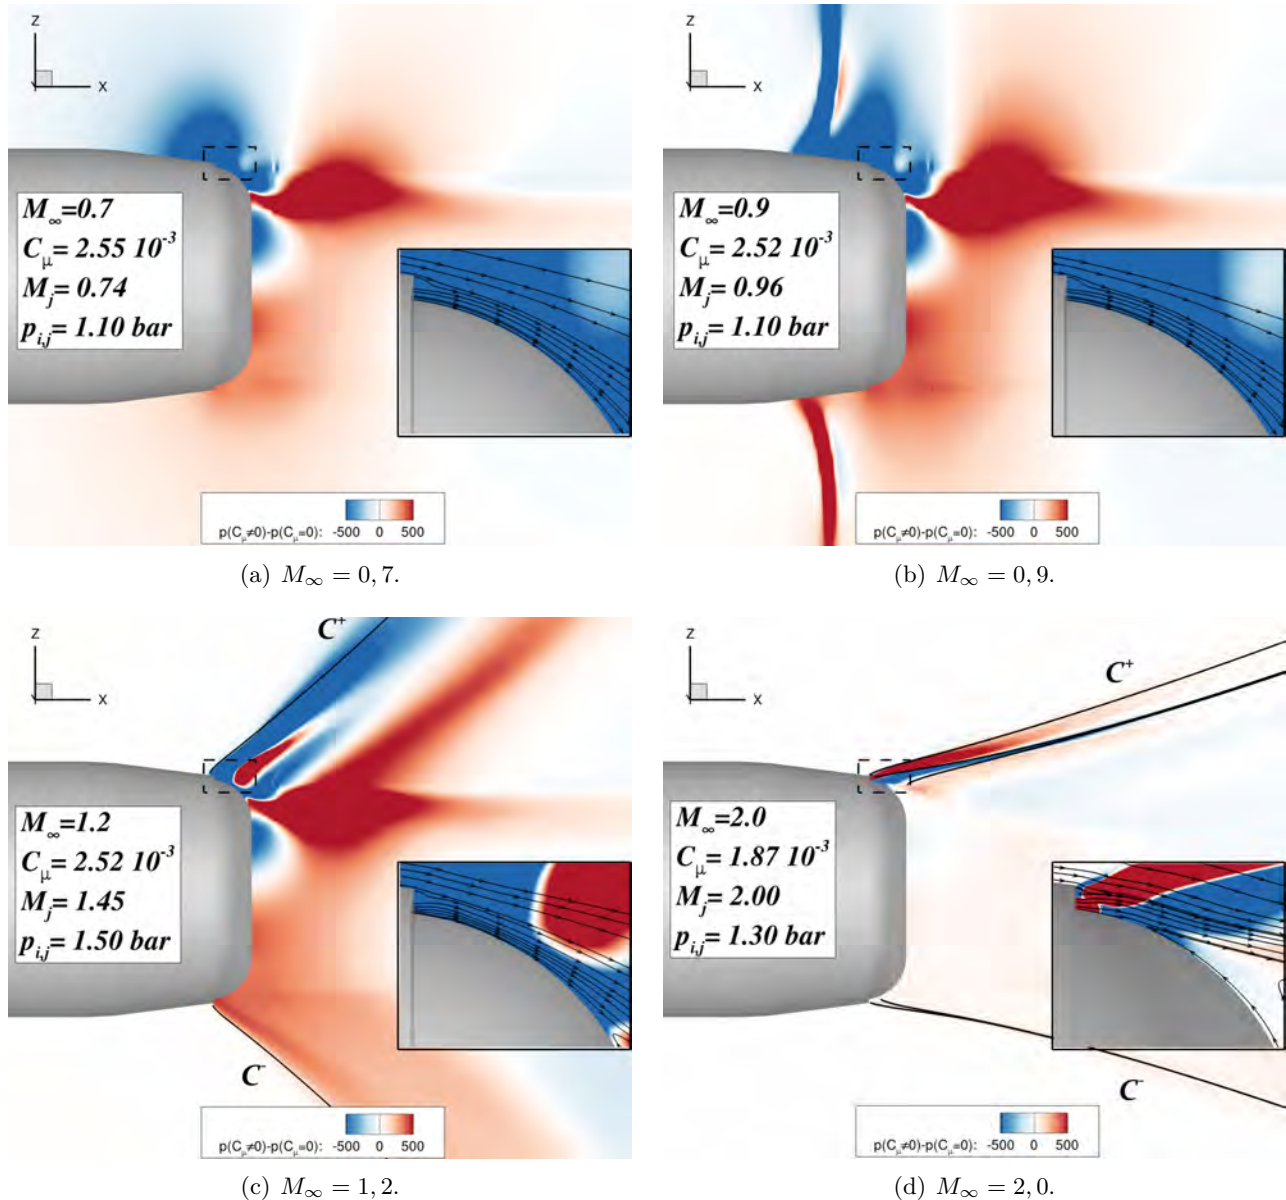 Z
X
M∞=0.7
Cμ= 2.55 10⁻³
Mj= 0.74
pi,j= 1.10 bar
p(Cμ≠0)-p(Cμ=0): -500 0 500
(a) M∞ = 0,7.
Z
X
M∞=0.9
Cμ= 2.52 10⁻³
Mj= 0.96
pi,j= 1.10 bar
p(Cμ≠0)-p(Cμ=0): -500 0 500
(b) M∞ = 0,9.
Z
X
C⁺
M∞=1.2
Cμ= 2.52 10⁻³
Mj= 1.45
pi,j= 1.50 bar
C⁻
p(Cμ≠0)-p(Cμ=0): -500 0 500
(c) M∞ = 1,2.
Z
X
C⁺
M∞=2.0
Cμ= 1.87 10⁻³
Mj= 2.00
pi,j= 1.30 bar
C⁻
p(Cμ≠0)-p(Cμ=0): -500 0 500
(d) M∞ = 2,0.